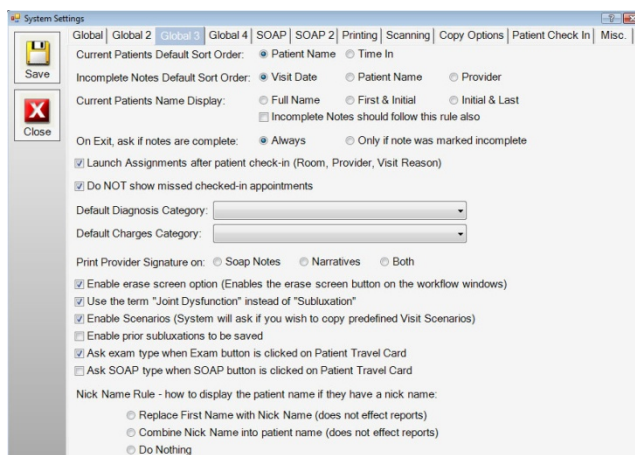 System Settings
Global Global 2 Global 3 Global 4 SOAP SOAP 2 Printing Scanning Copy Options Patient Check In Misc.
Save
Close
Current Patients Default Sort Order: Patient Name Time In
Incomplete Notes Default Sort Order: Visit Date Patient Name Provider
Current Patients Name Display: Full Name First & Initial Initial & Last
Incomplete Notes should follow this rule also
On Exit, ask if notes are complete: Always Only if note was marked incomplete
Launch Assignments after patient check-in (Room, Provider, Visit Reason)
Do NOT show missed checked-in appointments
Default Diagnosis Category:
Default Charges Category:
Print Provider Signature on: Soap Notes Narratives Both
Enable erase screen option (Enables the erase screen button on the workflow windows)
Use the term "Joint Dysfunction" instead of "Subluxation"
Enable Scenarios (System will ask if you wish to copy predefined Visit Scenarios)
Enable prior subluxations to be saved
Ask exam type when Exam button is clicked on Patient Travel Card
Ask SOAP type when SOAP button is clicked on Patient Travel Card
Nick Name Rule - how to display the patient name if they have a nick name:
Replace First Name with Nick Name (does not effect reports)
Combine Nick Name into patient name (does not effect reports)
Do Nothing